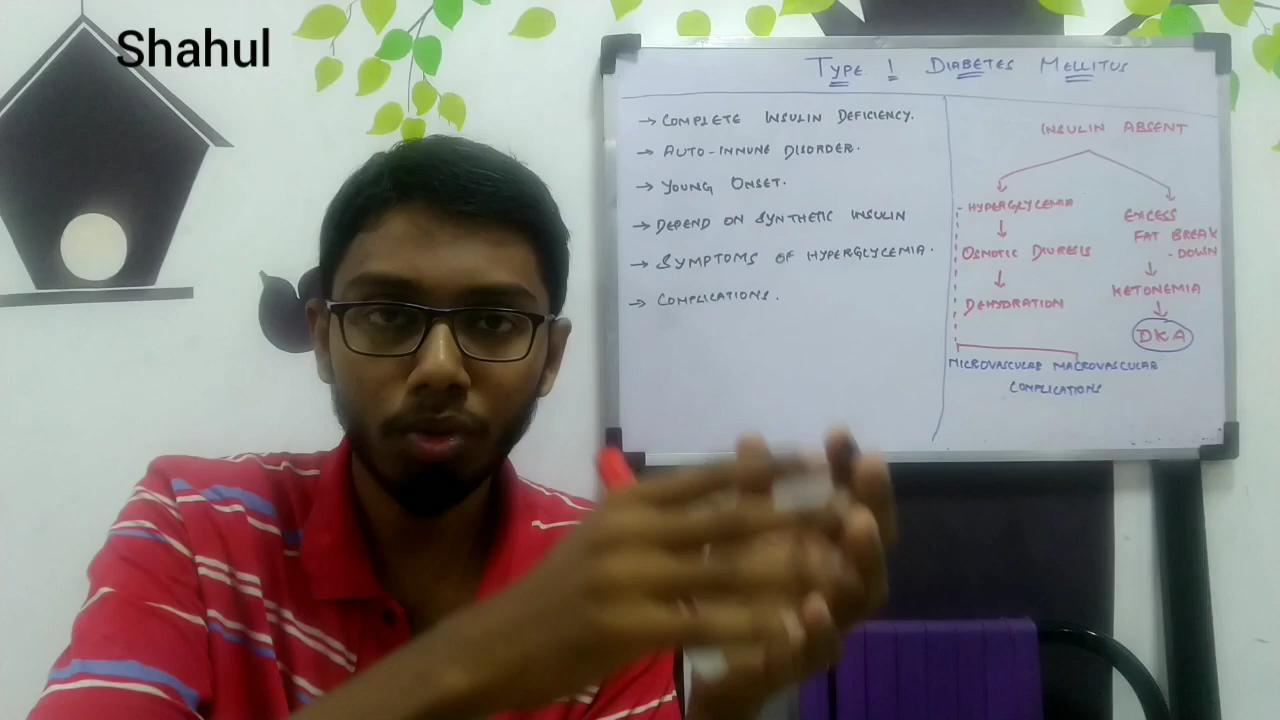 Shahul
TYPE 1 DIABETES MELLITUS
→ COMPLETE INSULIN DEFICIENCY.
→ AUTO-IMMUNE DISORDER.
→ YOUNG ONSET.
→ DEPEND ON SYNTHETIC INSULIN
→ SYMPTOMS OF HYPERGLYCEMIA.
→ COMPLICATIONS.
INSULIN ABSENT
HYPERGLYCEMIA
OSMOTIC DIURESIS
DEHYDRATION
EXCESS
FAT BREAK
-DOWN
KETONEMIA
DKA
MICROVASCULAR MACROVASCULAR
COMPLICATIONS